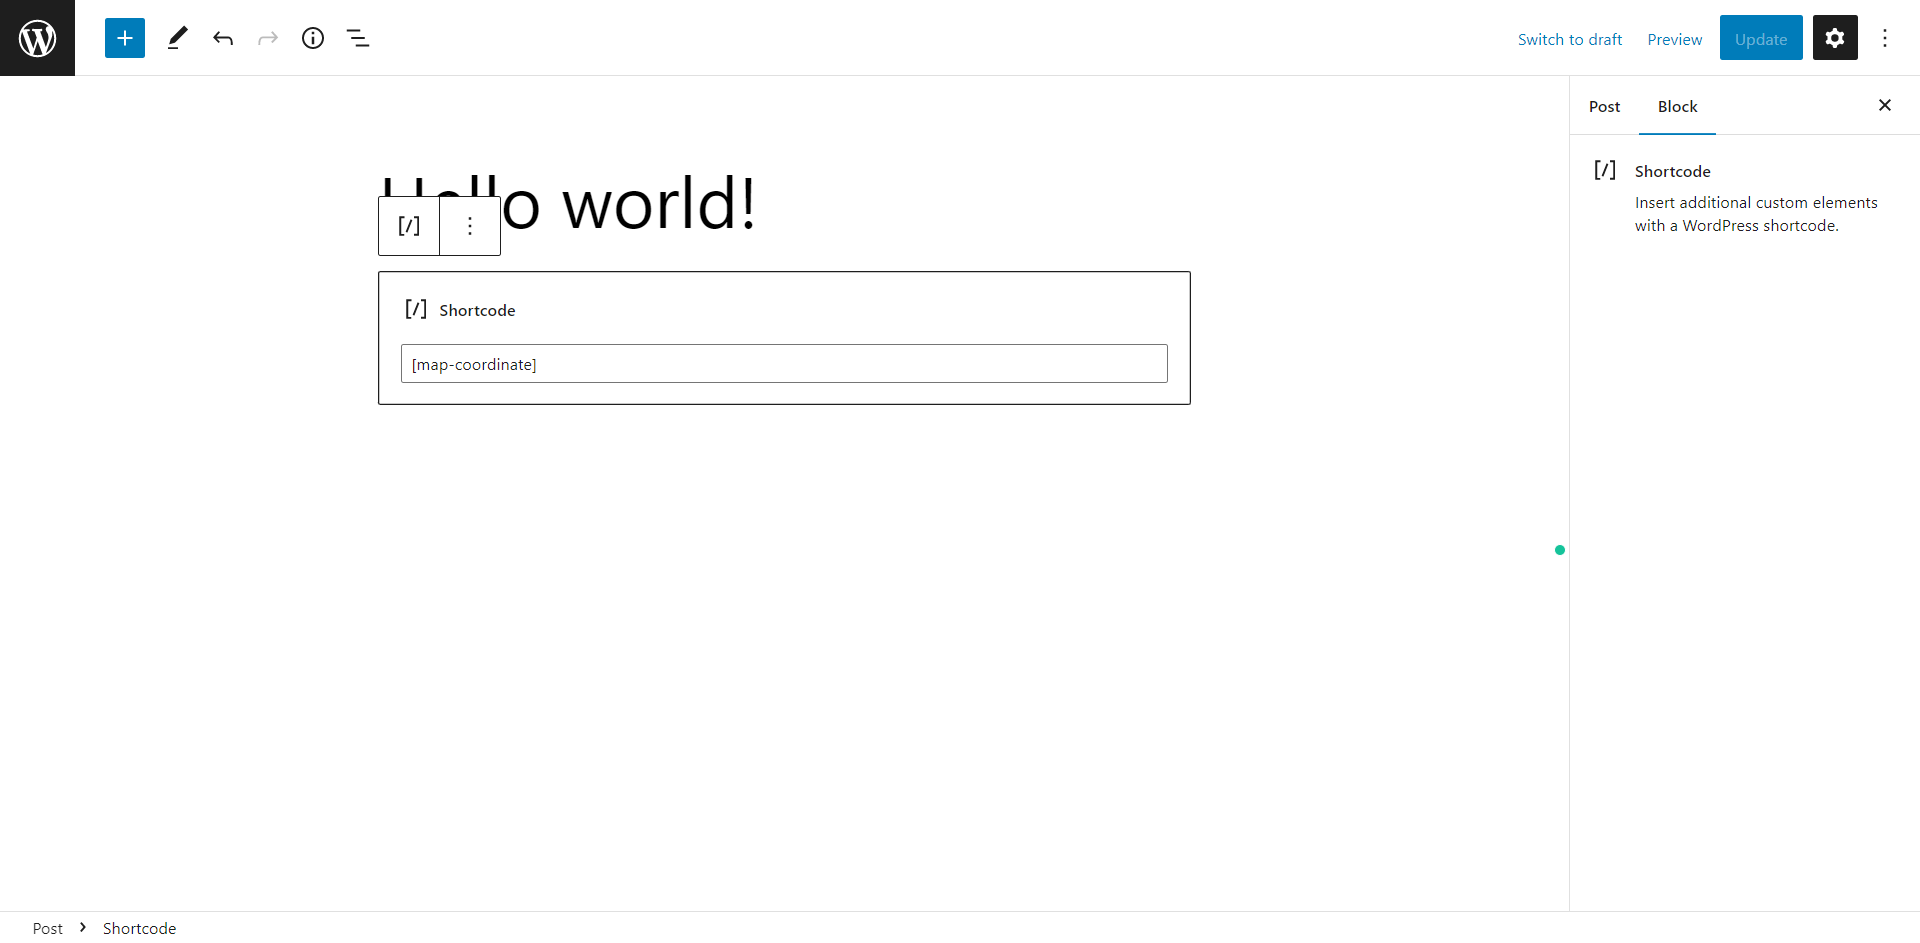 Switch to draft Preview Update
Post Block
Hello world!
Shortcode
[map-coordinate]
Shortcode
Insert additional custom elements
with a WordPress shortcode.
Post Shortcode